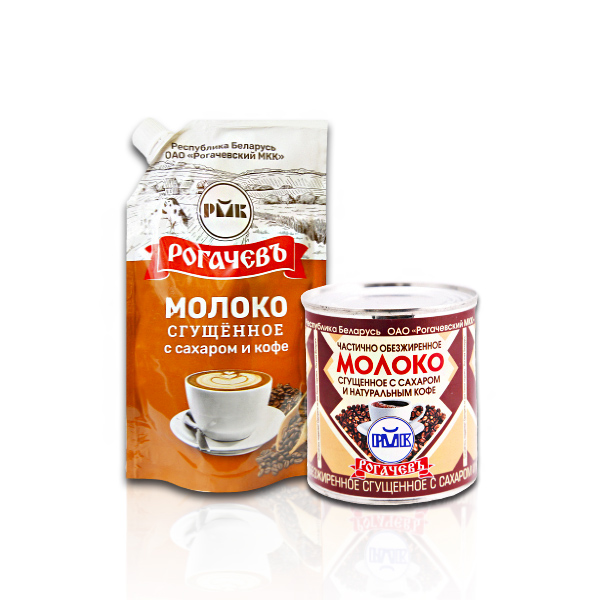 Республика Беларусь
ОАО «Рогачевский МКК»
РМК
РОГАЧЕВЪ
МОЛОКО
СГУЩЁННОЕ
с сахаром и кофе
Республика Беларусь ОАО «Рогачевский МКК»
ЧАСТИЧНО ОБЕЗЖИРЕННОЕ
МОЛОКО
СГУЩЕННОЕ С САХАРОМ
И НАТУРАЛЬНЫМ КОФЕ
РМК
РОГАЧЕВЪ
ЗЖИРЕННОЕ СГУЩЕННОЕ С САХАРОМ